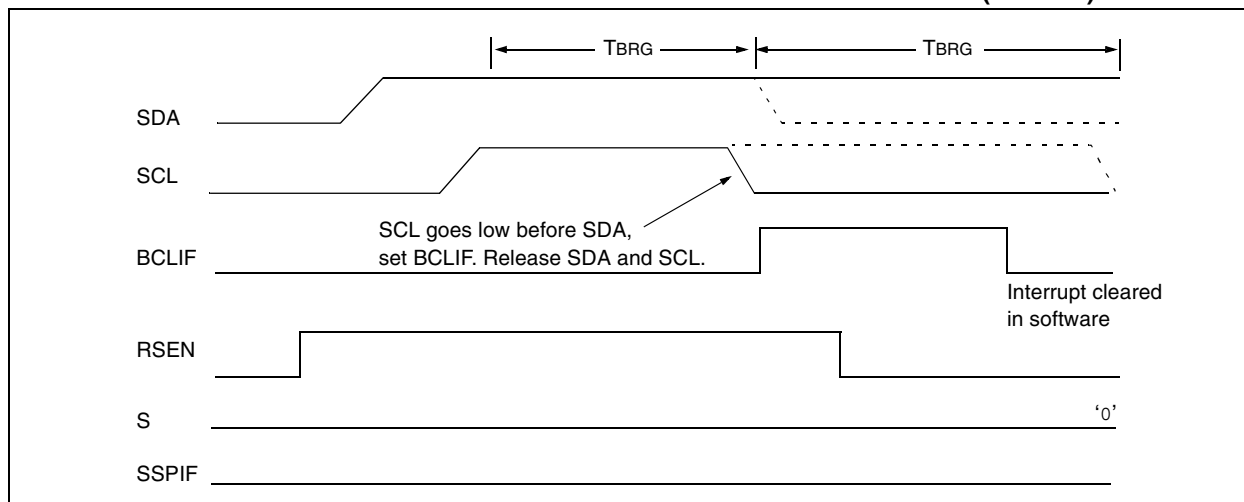 TBRG TBRG
SDA
SCL
SCL goes low before SDA,
set BCLIF. Release SDA and SCL.
BCLIF
Interrupt cleared
in software
RSEN
S ‘0’
SSPIF